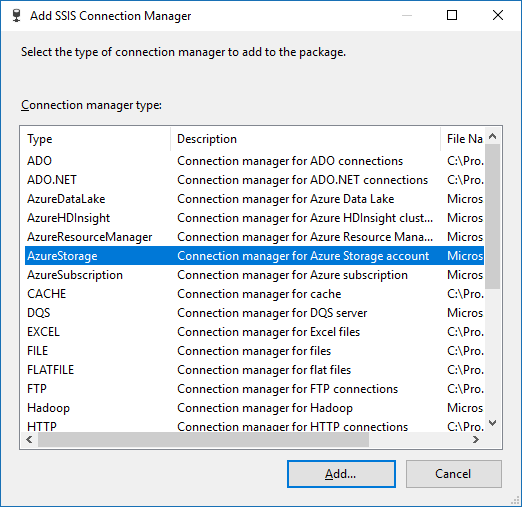 Add SSIS Connection Manager
Select the type of connection manager to add to the package.
Connection manager type:
Type Description File Na
ADO Connection manager for ADO connections C:\Pro.
ADO.NET Connection manager for ADO.NET connections C:\Pro.
AzureDataLake Connection manager for Azure Data Lake Micros
AzureHDInsight Connection manager for Azure HDInsight clust... Micros
AzureResourceManager Connection manager for Azure Resource Mana... Micros
AzureStorage Connection manager for Azure Storage account Micros
AzureSubscription Connection manager for Azure subscription Micros
CACHE Connection manager for cache C:\Pro.
DQS Connection manager for DQS server Micros
EXCEL Connection manager for Excel files C:\Pro.
FILE Connection manager for files C:\Pro.
FLATFILE Connection manager for flat files C:\Pro.
FTP Connection manager for FTP connections C:\Pro.
Hadoop Connection manager for Hadoop Micros
HTTP Connection manager for HTTP connections C:\Pro.
Add... Cancel